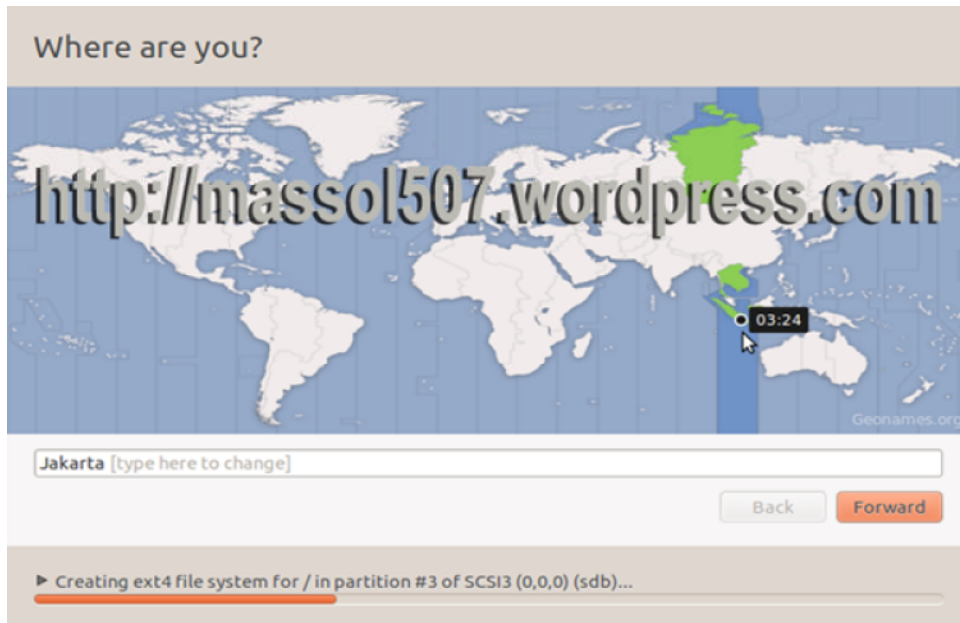 Where are you?
http://massol507.wordpress.com
03:24
Geonames.org
Jakarta [type here to change]
Back
Forward
Creating ext4 file system for / in partition #3 of SCSI3 (0,0,0) (sdb)...